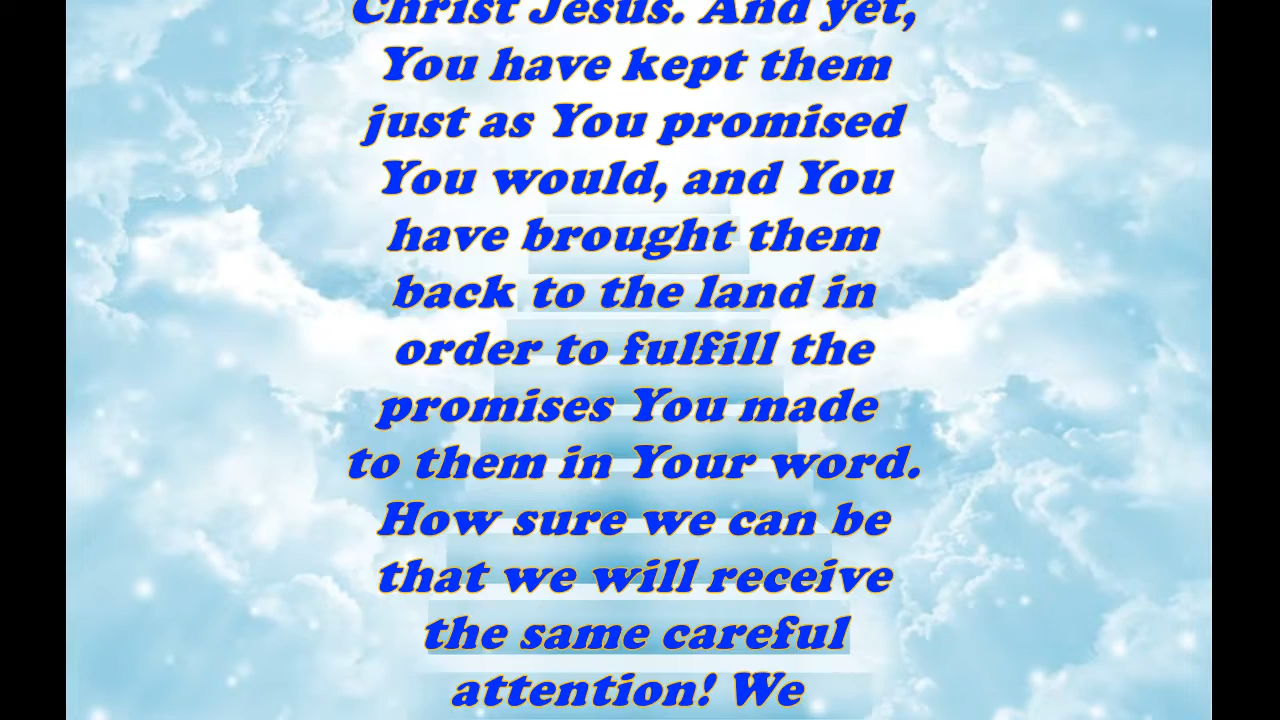 Christ Jesus. And yet,
You have kept them
just as You promised
You would, and You
have brought them
back to the land in
order to fulfill the
promises You made
to them in Your word.
How sure we can be
that we will receive
the same careful
attention! We